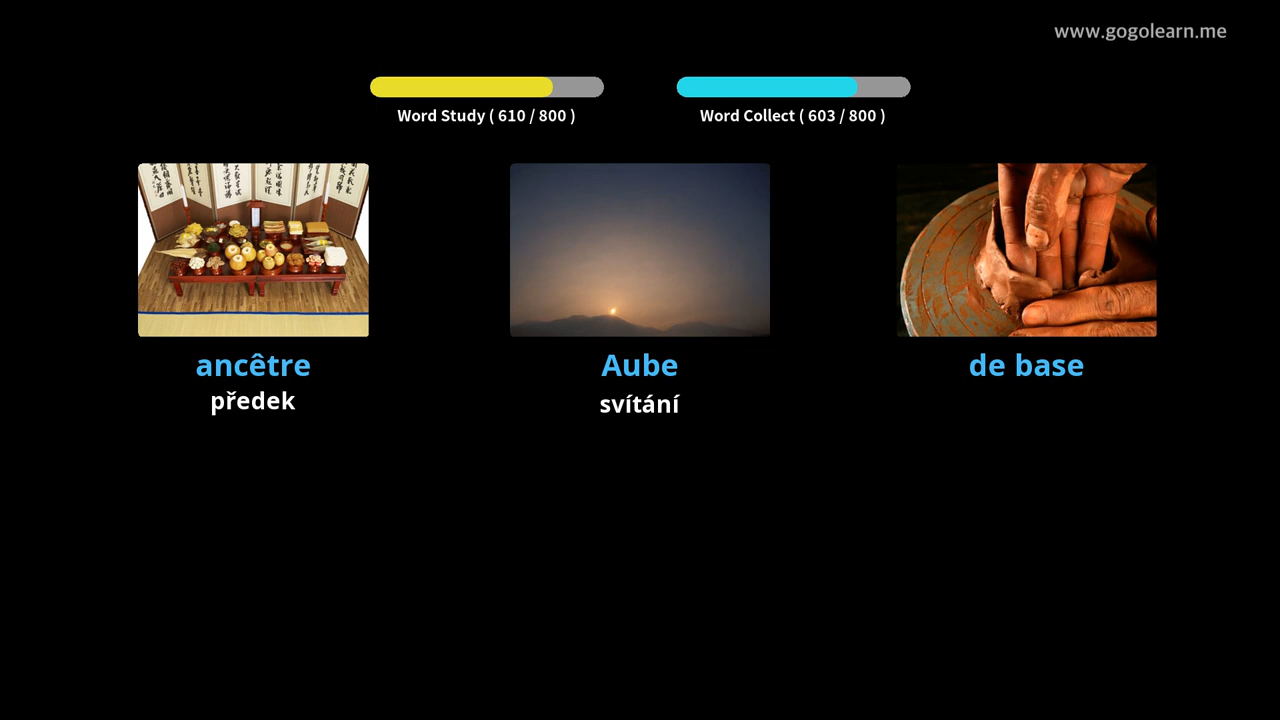 www.gogolearn.me
Word Study ( 610 / 800 )
Word Collect ( 603 / 800 )
ancêtre
předek
Aube
svítání
de base